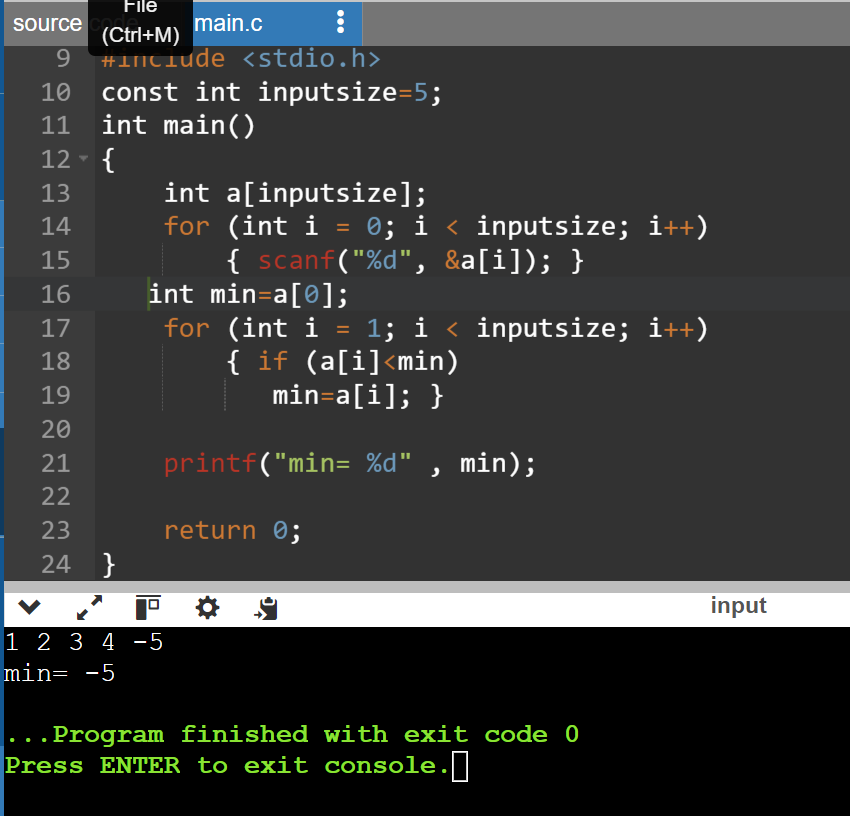 File
source code main.c
(Ctrl+M)
9 #include <stdio.h>
10 const int inputsize=5;
11 int main()
12 {
13 int a[inputsize];
14 for (int i = 0; i < inputsize; i++)
15 { scanf("%d", &a[i]); }
16 int min=a[0];
17 for (int i = 1; i < inputsize; i++)
18 { if (a[i]<min)
19 min=a[i]; }
20
21 printf("min= %d" , min);
22
23 return 0;
24 }
input
1 2 3 4 -5
min= -5
...Program finished with exit code 0
Press ENTER to exit console.